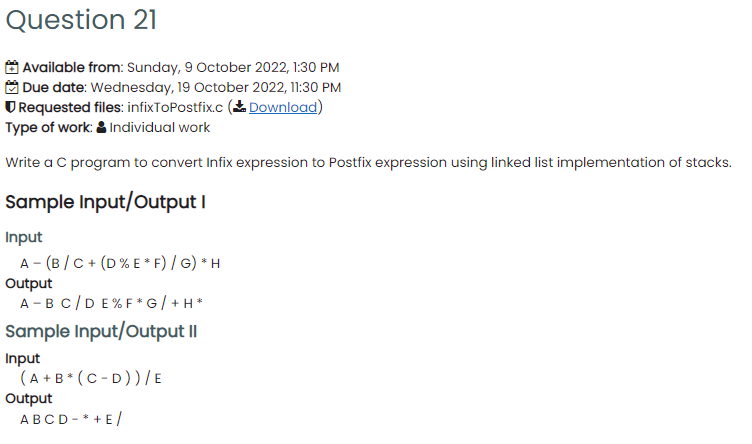 Question 21
Available from: Sunday, 9 October 2022, 1:30 PM
Due date: Wednesday, 19 October 2022, 11:30 PM
Requested files: infixToPostfix.c (Download)
Type of work: Individual work
Write a C program to convert Infix expression to Postfix expression using linked list implementation of stacks.
Sample Input/Output I
Input
A – (B / C + (D % E * F) / G) * H
Output
A – B C / D E % F * G / + H *
Sample Input/Output II
Input
( A + B * ( C - D ) ) / E
Output
A B C D - * + E /